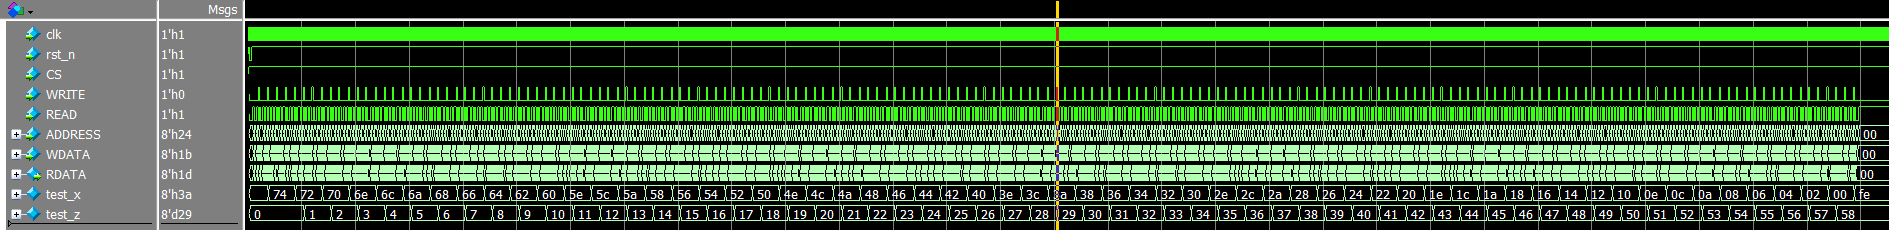 Msgs
clk 1'h1
rst_n 1'h1
CS 1'h1
WRITE 1'h0
READ 1'h1
ADDRESS 8'h24 00
WDATA 8'h1b 00
RDATA 8'h1d 00
test_x 8'h3a 74 72 70 6e 6c 6a 68 66 64 62 60 5e 5c 5a 58 56 54 52 50 4e 4c 4a 48 46 44 42 40 3e 3c 3a 38 36 34 32 30 2e 2c 2a 28 26 24 22 20 1e 1c 1a 18 16 14 12 10 0e 0c 0a 08 06 04 02 00 fe
test_z 8'd29 0 1 2 3 4 5 6 7 8 9 10 11 12 13 14 15 16 17 18 19 20 21 22 23 24 25 26 27 28 29 30 31 32 33 34 35 36 37 38 39 40 41 42 43 44 45 46 47 48 49 50 51 52 53 54 55 56 57 58